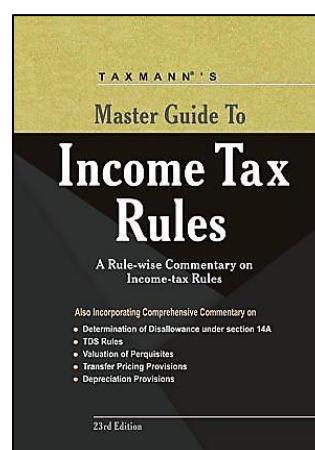 TAXMANN®'S
Master Guide To
Income Tax
Rules
A Rule-wise Commentary on
Income-tax Rules
Also Incorporating Comprehensive Commentary on
• Determination of Disallowance under section 14A
• TDS Rules
• Valuation of Perquisites
• Transfer Pricing Provisions
• Depreciation Provisions
23rd Edition